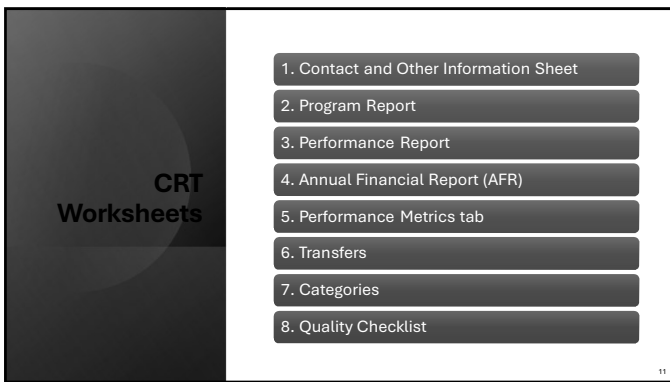 CRT
Worksheets
1. Contact and Other Information Sheet
2. Program Report
3. Performance Report
4. Annual Financial Report (AFR)
5. Performance Metrics tab
6. Transfers
7. Categories
8. Quality Checklist
11